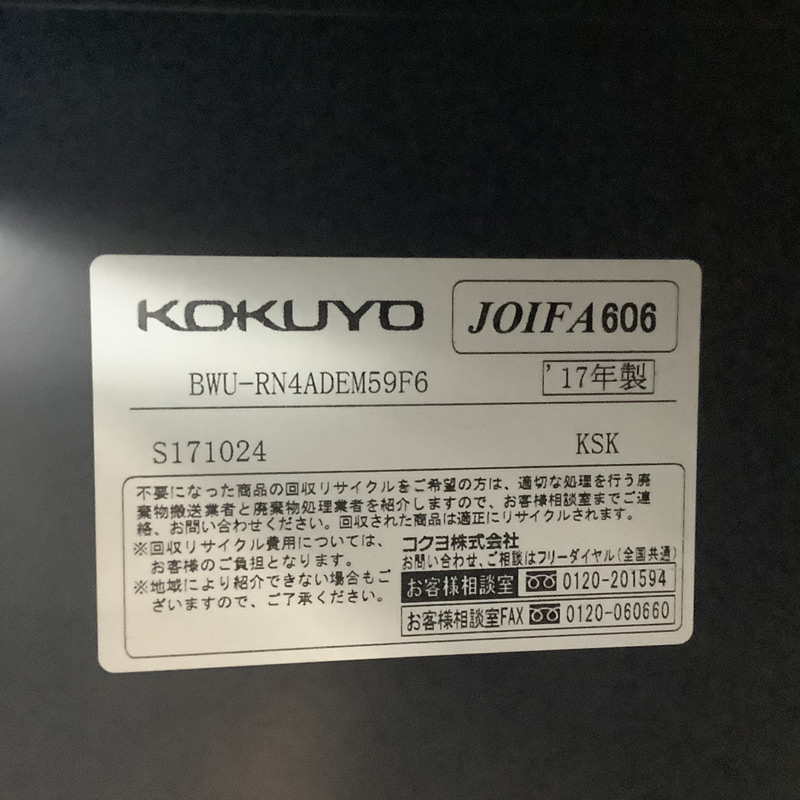 KOKUYO
JOIFA606
BWU-RN4ADEM59F6
'17年製
S171024
KSK
不要になった商品の回収リサイクルをご希望の方は、適切な処理を行う廃
棄物搬送業者と廃棄物処理業者を紹介しますので、お客様相談室までご連
絡、お問い合わせください。回収された商品は適正にリサイクルされます。
※回収リサイクル費用については、
お客様のご負担となります。
※地域により紹介できない場合もご
ざいますので、ご了承ください。
コクヨ株式会社
お問い合わせ、ご相談はフリーダイヤル(全国共通)
お客様相談室 0120-201594
お客様相談室FAX 0120-060660